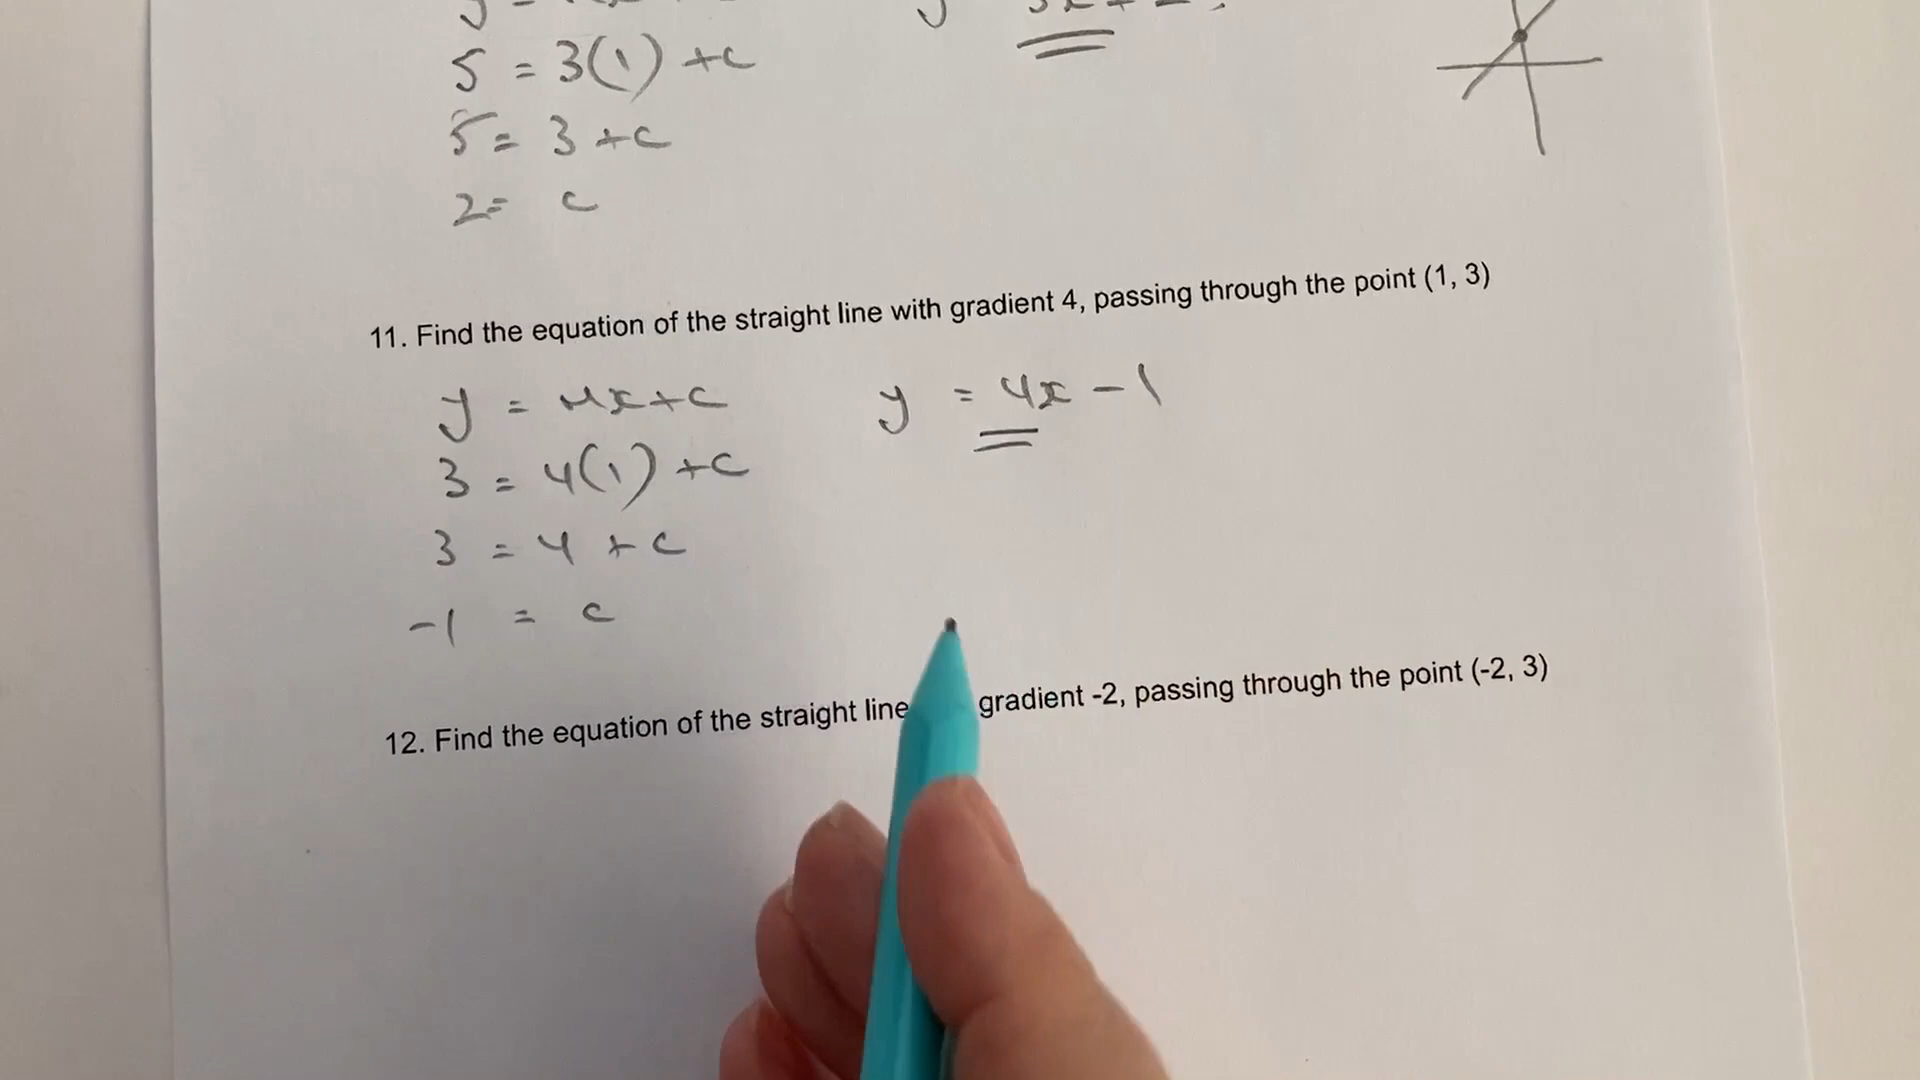 5 = 3(1) + c
5 = 3 + c
2 = c
11. Find the equation of the straight line with gradient 4, passing through the point (1, 3)
y = mx + c
y = 4x - 1
3 = 4(1) + c
3 = 4 + c
-1 = c
12. Find the equation of the straight line gradient -2, passing through the point (-2, 3)